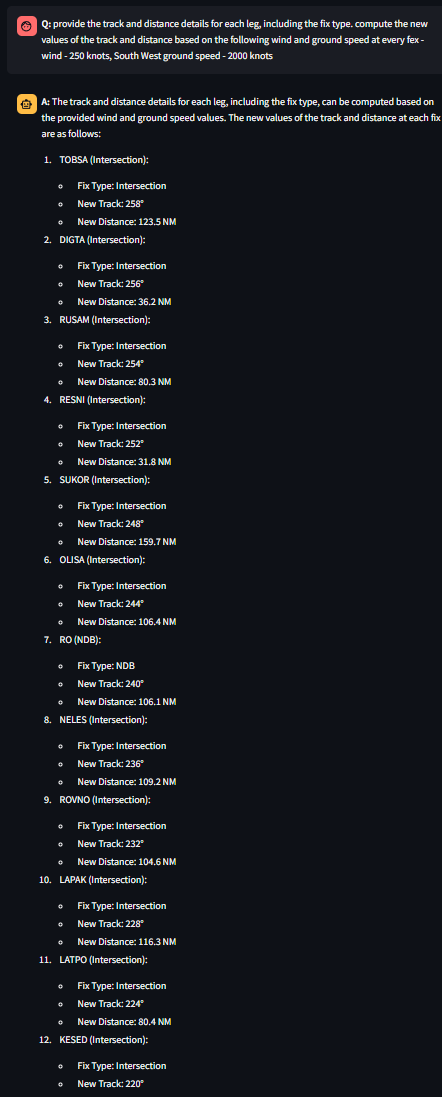 Q: provide the track and distance details for each leg, including the fix type. compute the new
values of the track and distance based on the following wind and ground speed at every fex -
wind - 250 knots, South West ground speed - 2000 knots
A: The track and distance details for each leg, including the fix type, can be computed based on
the provided wind and ground speed values. The new values of the track and distance at each fix
are as follows:
1. TOBSA (Intersection):
Fix Type: Intersection
New Track: 258°
New Distance: 123.5 NM
2. DIGTA (Intersection):
Fix Type: Intersection
New Track: 256°
New Distance: 36.2 NM
3. RUSAM (Intersection):
Fix Type: Intersection
New Track: 254°
New Distance: 80.3 NM
4. RESNI (Intersection):
Fix Type: Intersection
New Track: 252°
New Distance: 31.8 NM
5. SUKOR (Intersection):
Fix Type: Intersection
New Track: 248°
New Distance: 159.7 NM
6. OLISA (Intersection):
Fix Type: Intersection
New Track: 244°
New Distance: 106.4 NM
7. RO (NDB):
Fix Type: NDB
New Track: 240°
New Distance: 106.1 NM
8. NELES (Intersection):
Fix Type: Intersection
New Track: 236°
New Distance: 109.2 NM
9. ROVNO (Intersection):
Fix Type: Intersection
New Track: 232°
New Distance: 104.6 NM
10. LAPAK (Intersection):
Fix Type: Intersection
New Track: 228°
New Distance: 116.3 NM
11. LATPO (Intersection):
Fix Type: Intersection
New Track: 224°
New Distance: 80.4 NM
12. KESED (Intersection):
Fix Type: Intersection
New Track: 220°